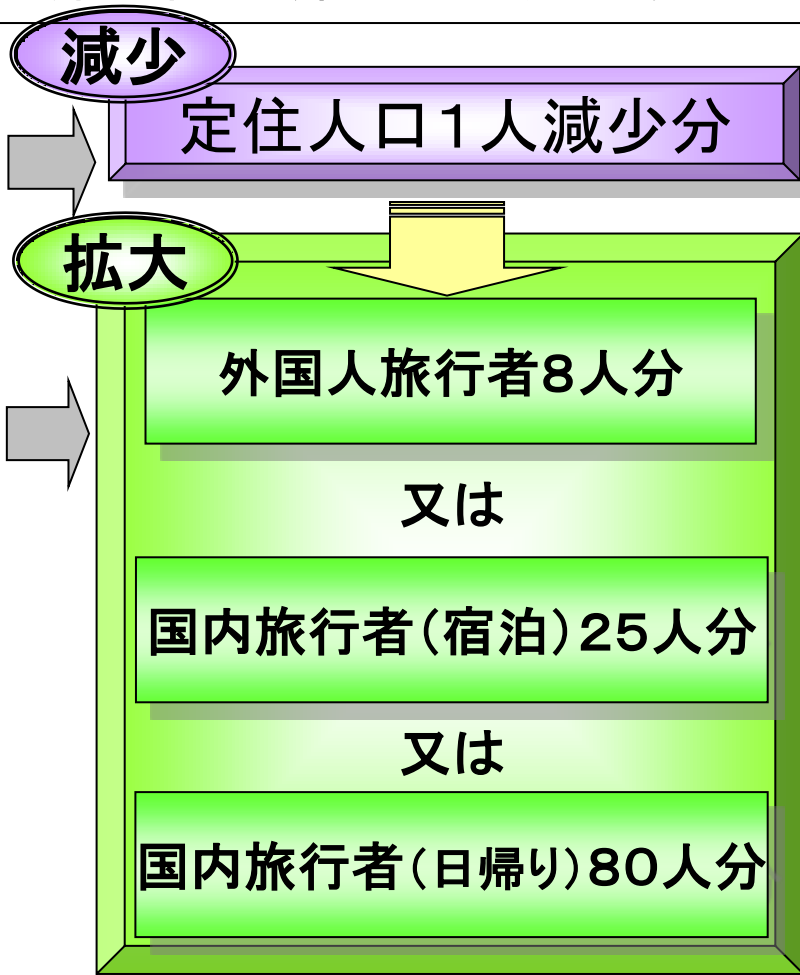 減少
定住人口１人減少分
拡大
外国人旅行者８人分
又は
国内旅行者（宿泊）２５人分
又は
国内旅行者（日帰り）８０人分